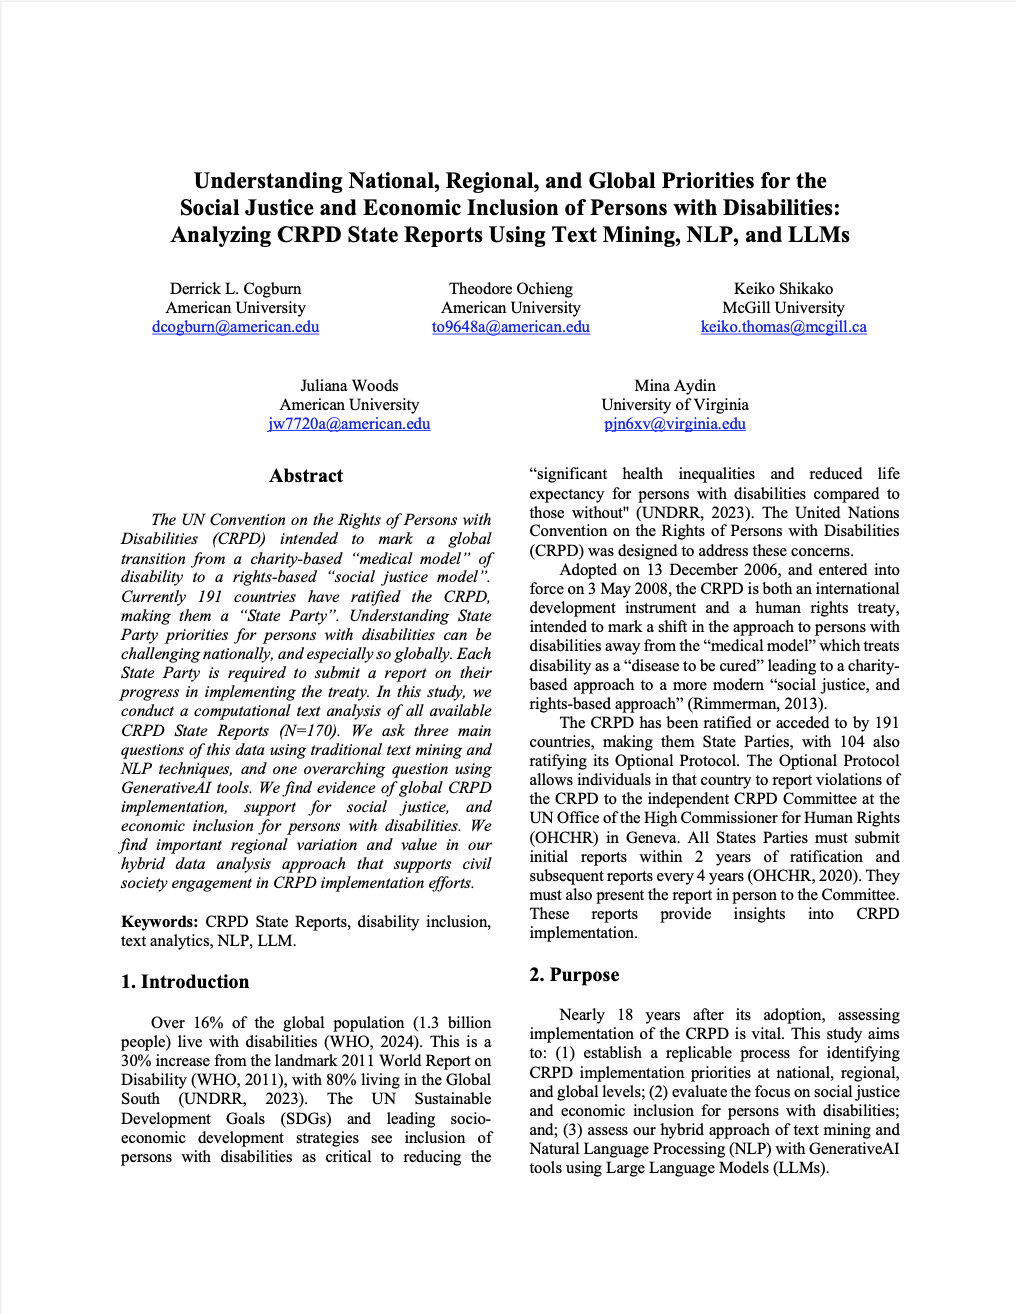 Understanding National, Regional, and Global Priorities for the
Social Justice and Economic Inclusion of Persons with Disabilities:
Analyzing CRPD State Reports Using Text Mining, NLP, and LLMs
Derrick L. Cogburn
American University
dcogburn@american.edu
Theodore Ochieng
American University
to9648a@american.edu
Keiko Shikako
McGill University
keiko.thomas@mcgill.ca
Juliana Woods
American University
jw7720a@american.edu
Mina Aydin
University of Virginia
pjn6xv@virginia.edu
Abstract
The UN Convention on the Rights of Persons with
Disabilities (CRPD) intended to mark a global
transition from a charity-based “medical model” of
disability to a rights-based “social justice model”.
Currently 191 countries have ratified the CRPD,
making them a “State Party”. Understanding State
Party priorities for persons with disabilities can be
challenging nationally, and especially so globally. Each
State Party is required to submit a report on their
progress in implementing the treaty. In this study, we
conduct a computational text analysis of all available
CRPD State Reports (N=170). We ask three main
questions of this data using traditional text mining and
NLP techniques, and one overarching question using
GenerativeAI tools. We find evidence of global CRPD
implementation, support for social justice, and
economic inclusion for persons with disabilities. We
find important regional variation and value in our
hybrid data analysis approach that supports civil
society engagement in CRPD implementation efforts.
Keywords: CRPD State Reports, disability inclusion,
text analytics, NLP, LLM.
1. Introduction
Over 16% of the global population (1.3 billion
people) live with disabilities (WHO, 2024). This is a
30% increase from the landmark 2011 World Report on
Disability (WHO, 2011), with 80% living in the Global
South (UNDRR, 2023). The UN Sustainable
Development Goals (SDGs) and leading socio-
economic development strategies see inclusion of
persons with disabilities as critical to reducing the
“significant health inequalities and reduced life
expectancy for persons with disabilities compared to
those without" (UNDRR, 2023). The United Nations
Convention on the Rights of Persons with Disabilities
(CRPD) was designed to address these concerns.
Adopted on 13 December 2006, and entered into
force on 3 May 2008, the CRPD is both an international
development instrument and a human rights treaty,
intended to mark a shift in the approach to persons with
disabilities away from the “medical model” which treats
disability as a “disease to be cured” leading to a charity-
based approach to a more modern “social justice, and
rights-based approach” (Rimmerman, 2013).
The CRPD has been ratified or acceded to by 191
countries, making them State Parties, with 104 also
ratifying its Optional Protocol. The Optional Protocol
allows individuals in that country to report violations of
the CRPD to the independent CRPD Committee at the
UN Office of the High Commissioner for Human Rights
(OHCHR) in Geneva. All States Parties must submit
initial reports within 2 years of ratification and
subsequent reports every 4 years (OHCHR, 2020). They
must also present the report in person to the Committee.
These reports provide insights into CRPD
implementation.
2. Purpose
Nearly 18 years after its adoption, assessing
implementation of the CRPD is vital. This study aims
to: (1) establish a replicable process for identifying
CRPD implementation priorities at national, regional,
and global levels; (2) evaluate the focus on social justice
and economic inclusion for persons with disabilities;
and; (3) assess our hybrid approach of text mining and
Natural Language Processing (NLP) with GenerativeAI
tools using Large Language Models (LLMs).